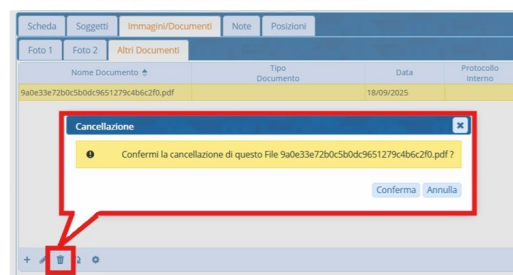 Scheda Soggetti Immagini/Documenti Note Posizioni
Foto 1 Foto 2 Altri Documenti
Nome Documento Tipo Documento Data Protocollo Interno
9a0e33e72b0c5b0dc9651279c4b6c2f0.pdf 18/09/2025
Cancellazione
Confermi la cancellazione di questo File 9a0e33e72b0c5b0dc9651279c4b6c2f0.pdf ?
Conferma Annulla